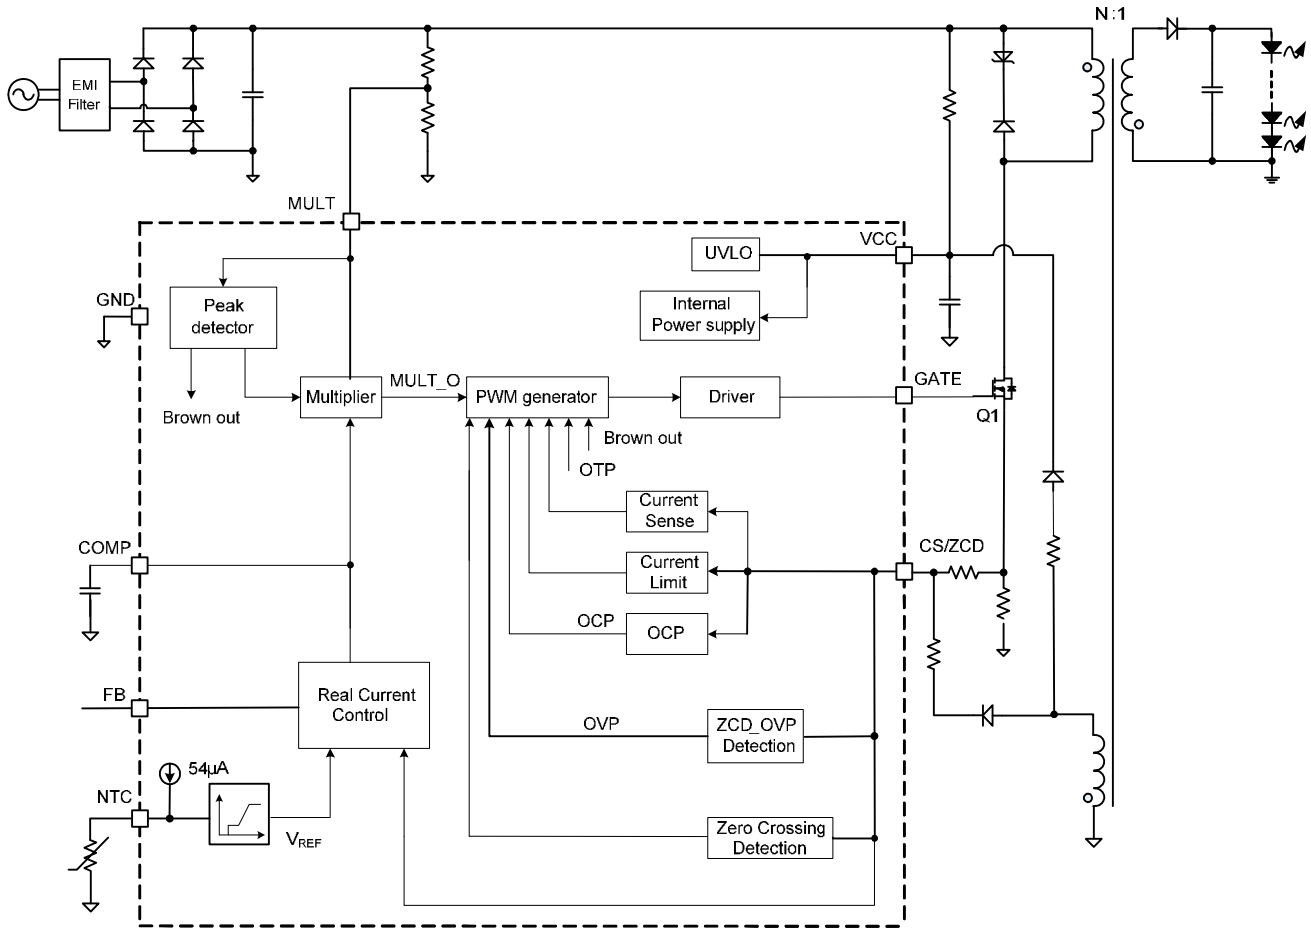 N:1
EMI
Filter
MULT
VCC
UVLO
GND
Peak
detector
Internal
Power supply
MULT_O
GATE
Multiplier
PWM generator
Driver
Brown out
Q1
Brown out
OTP
Current
Sense
COMP
CS/ZCD
Current
Limit
OCP
OCP
FB
Real Current
Control
OVP
ZCD_OVP
Detection
54µA
NTC
VREF
Zero Crossing
Detection